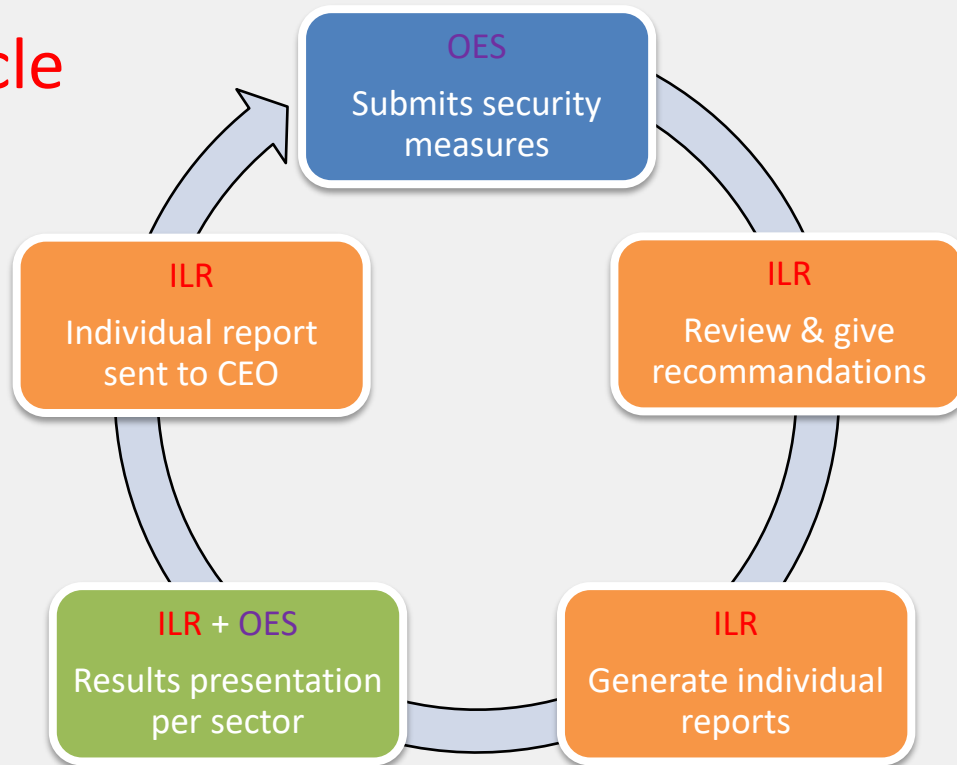 cle
OES
Submits security
measures
ILR
Review & give
recommandations
ILR
Generate individual
reports
ILR + OES
Results presentation
per sector
ILR
Individual report
sent to CEO